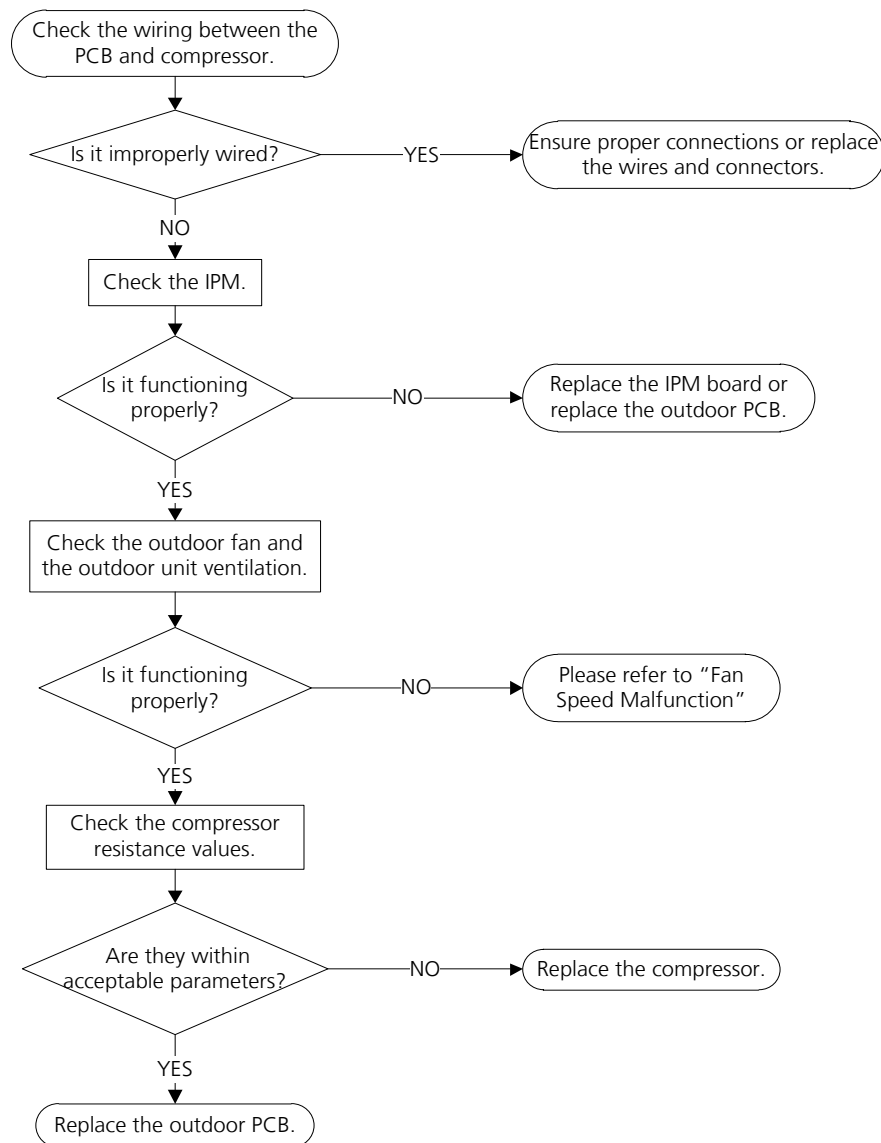 Check the wiring between the
PCB and compressor.
Is it improperly wired?
YES
Ensure proper connections or replace
the wires and connectors.
NO
Check the IPM.
Is it functioning
properly?
NO
Replace the IPM board or
replace the outdoor PCB.
YES
Check the outdoor fan and
the outdoor unit ventilation.
Is it functioning
properly?
NO
Please refer to “Fan
Speed Malfunction”
YES
Check the compressor
resistance values.
Are they within
acceptable parameters?
NO
Replace the compressor.
YES
Replace the outdoor PCB.